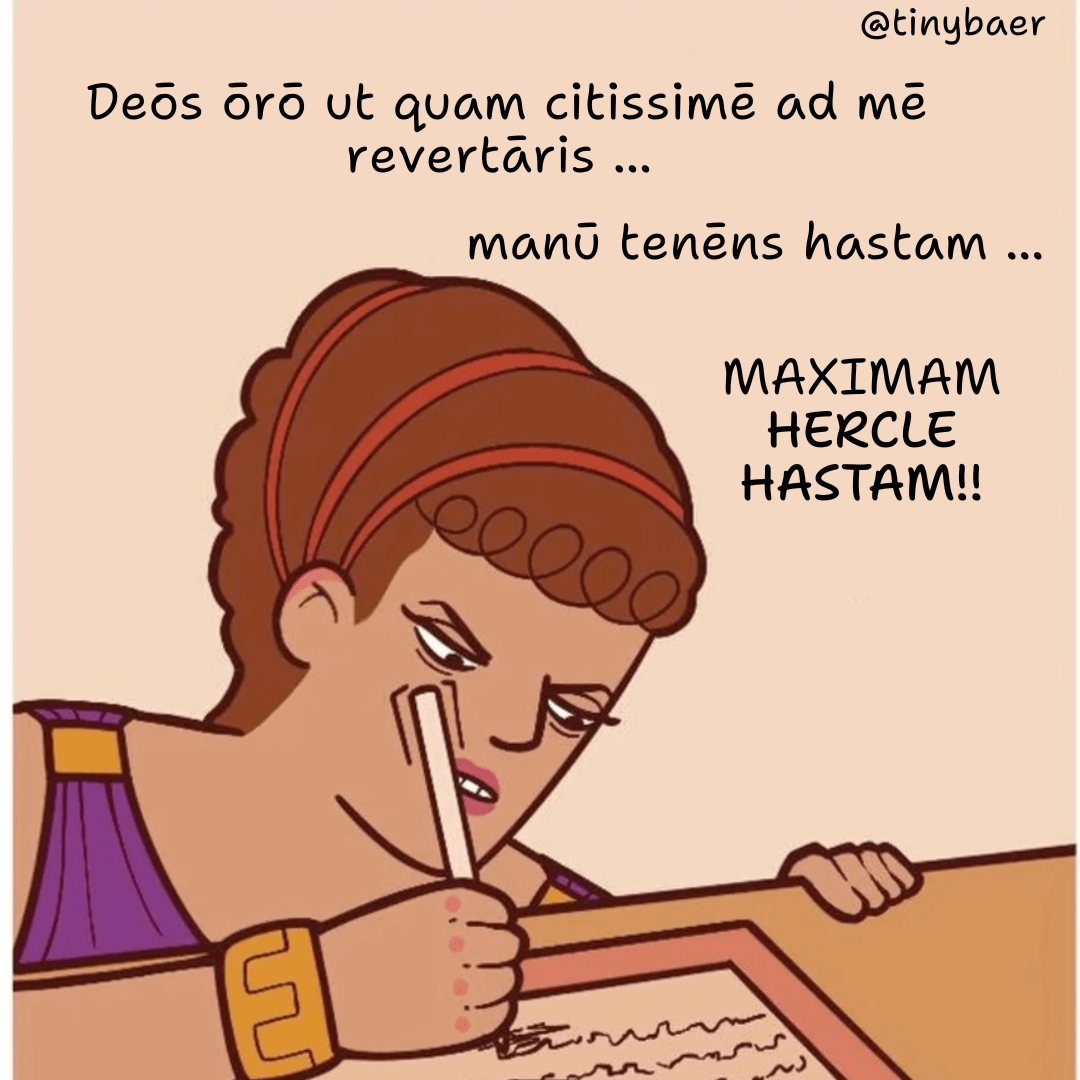 @tinybaer
Deōs ōrō ut quam citissimē ad mē
revertāris ...
manū tenēns hastam ...
MAXIMAM
HERCLE
HASTAM!!